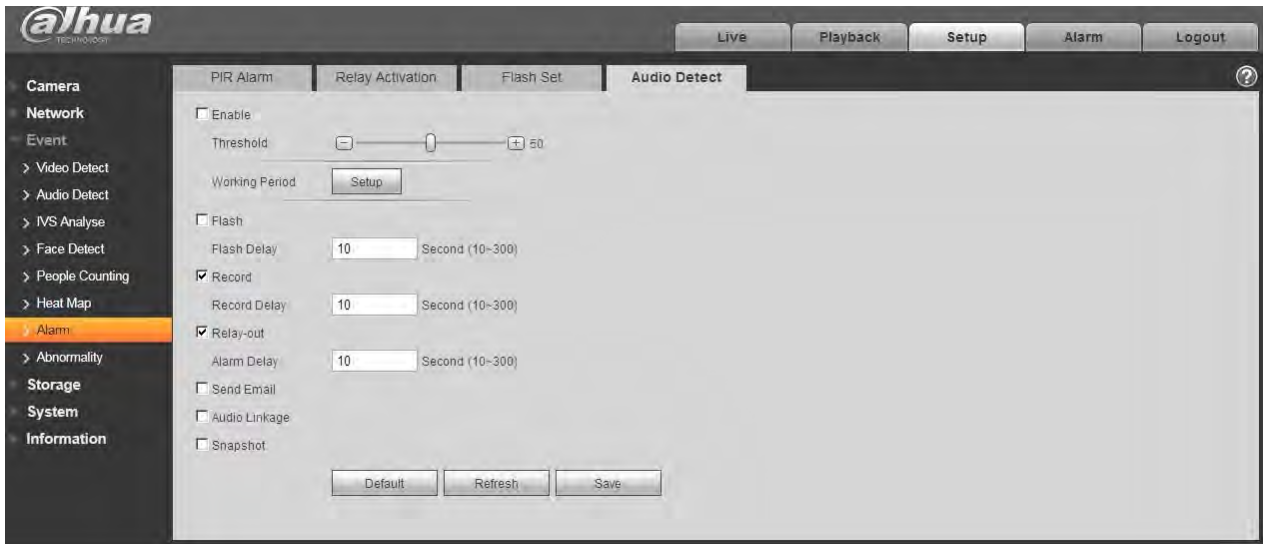 alhua
TECHNOLOGY
Live
Playback
Setup
Alarm
Logout
PIR Alarm
Relay Activation
Flash Set
Audio Detect
?
Camera
Network
Event
> Video Detect
> Audio Detect
> IVS Analyse
> Face Detect
> People Counting
> Heat Map
> Alarm
> Abnormality
Storage
System
Information
Enable
Threshold - + 50
Working Period Setup
Flash
Flash Delay 10 Second (10~300)
Record
Record Delay 10 Second (10~300)
Relay-out
Alarm Delay 10 Second (10~300)
Send Email
Audio Linkage
Snapshot
Default
Refresh
Save